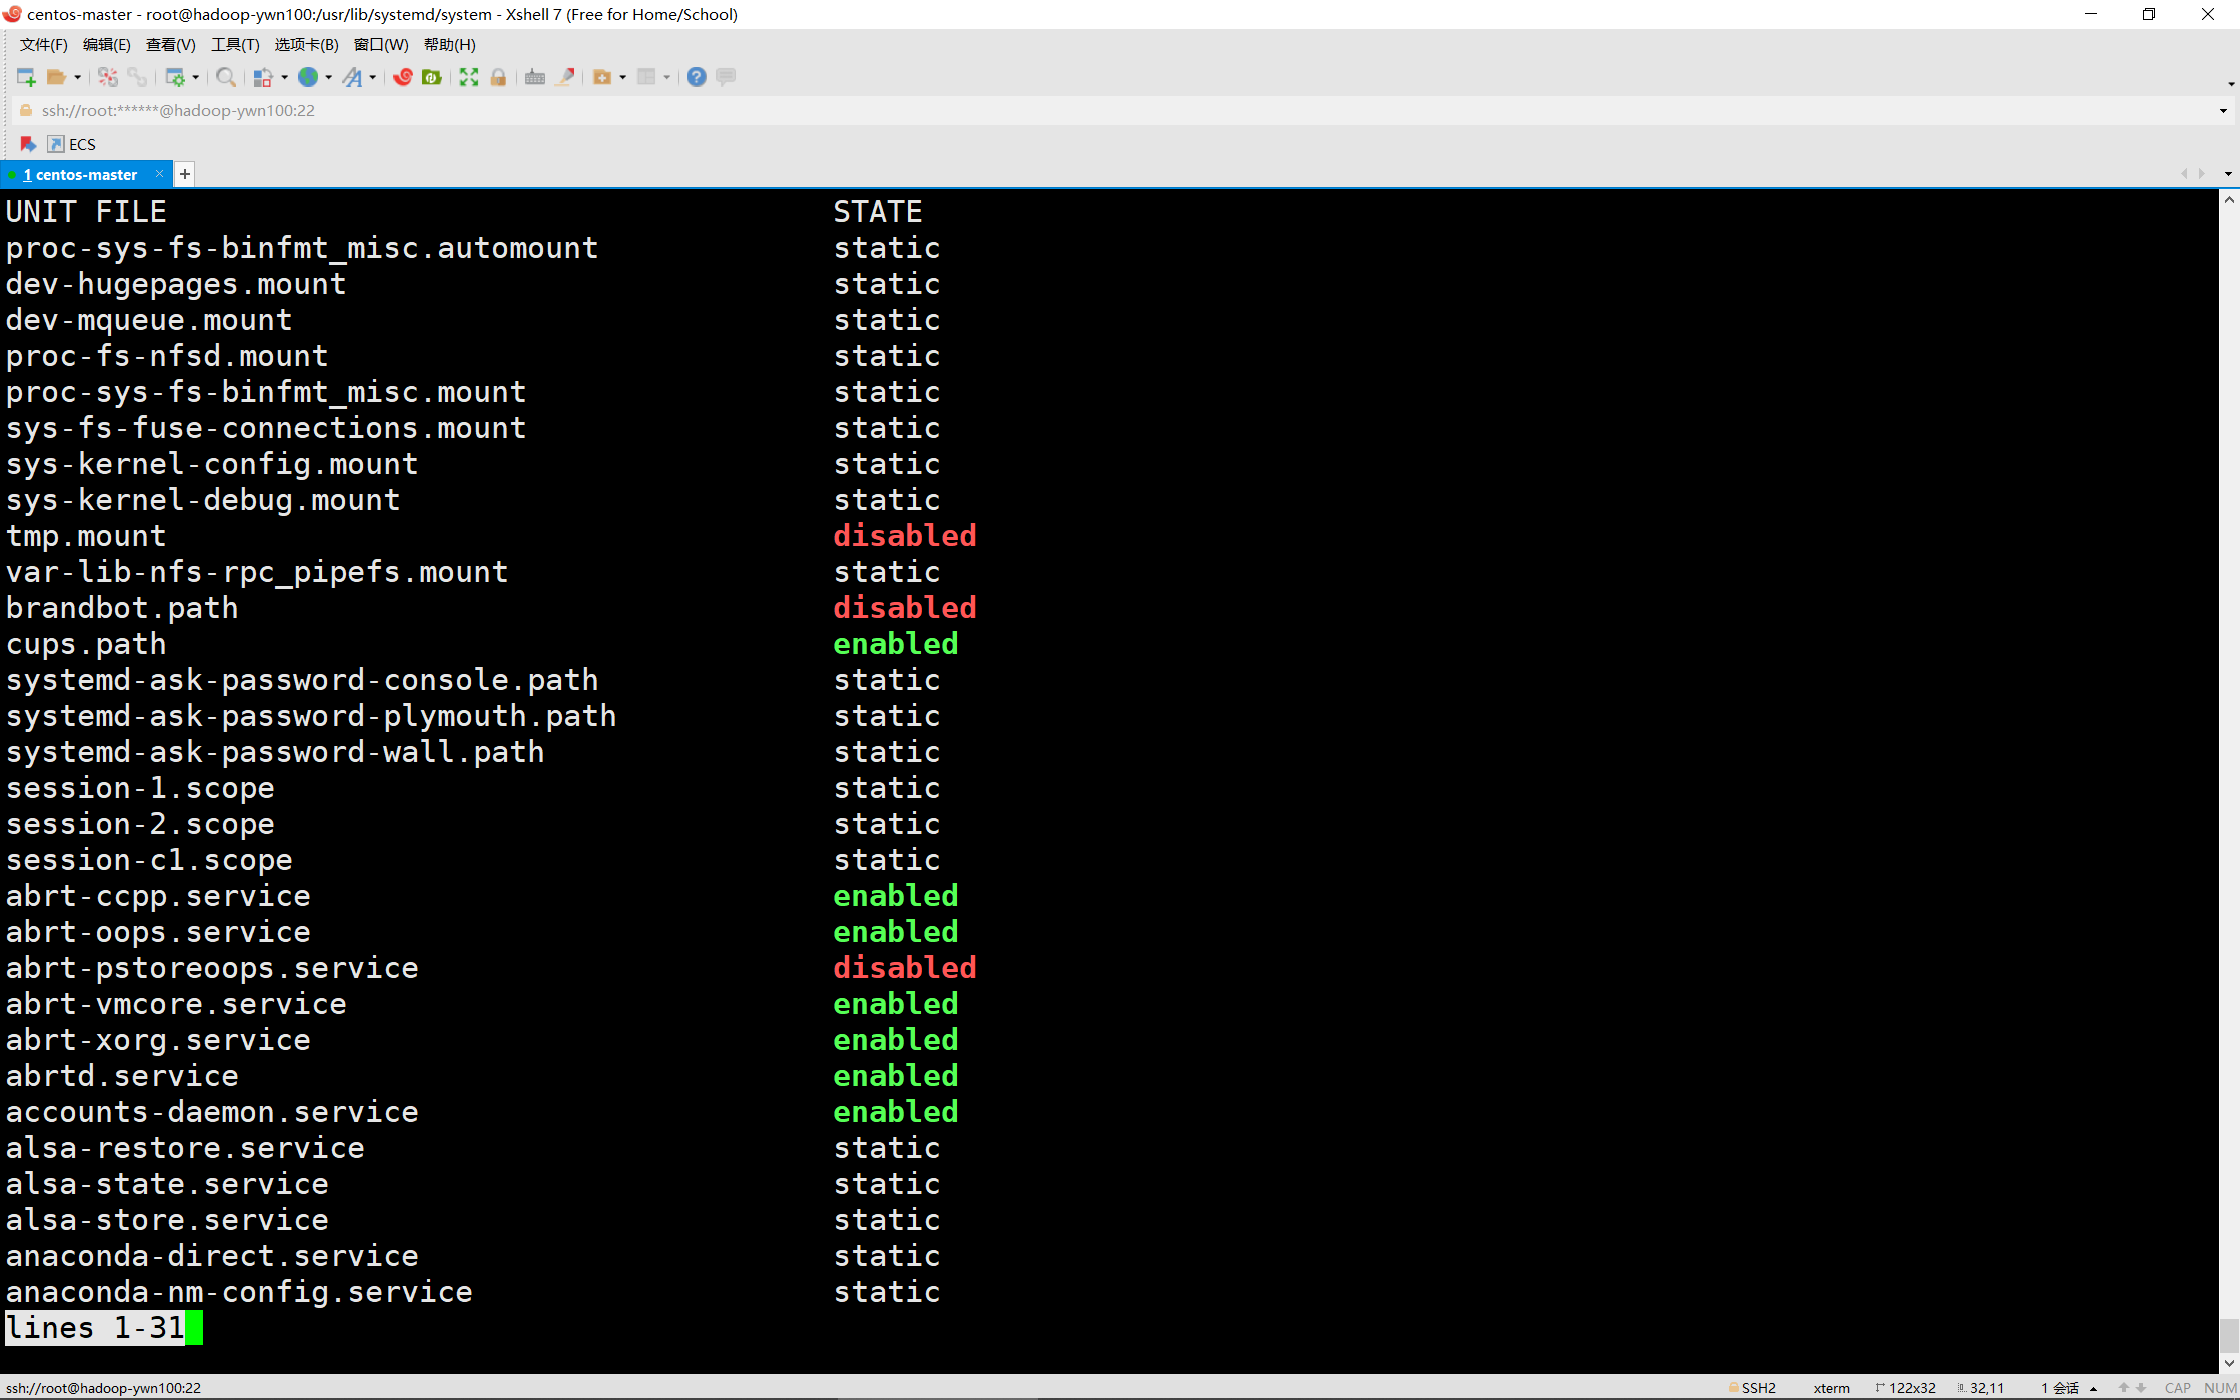 centos-master - root@hadoop-ywn100:/usr/lib/systemd/system - Xshell 7 (Free for Home/School)
文件(F) 编辑(E) 查看(V) 工具(T) 选项卡(B) 窗口(W) 帮助(H)
ssh://root:******@hadoop-ywn100:22
ECS
1 centos-master × +
UNIT FILE STATE
proc-sys-fs-binfmt_misc.automount static
dev-hugepages.mount static
dev-mqueue.mount static
proc-fs-nfsd.mount static
proc-sys-fs-binfmt_misc.mount static
sys-fs-fuse-connections.mount static
sys-kernel-config.mount static
sys-kernel-debug.mount static
tmp.mount disabled
var-lib-nfs-rpc_pipefs.mount static
brandbot.path disabled
cups.path enabled
systemd-ask-password-console.path static
systemd-ask-password-plymouth.path static
systemd-ask-password-wall.path static
session-1.scope static
session-2.scope static
session-c1.scope static
abrt-ccpp.service enabled
abrt-oops.service enabled
abrt-pstoreoops.service disabled
abrt-vmcore.service enabled
abrt-xorg.service enabled
abrtd.service enabled
accounts-daemon.service enabled
alsa-restore.service static
alsa-state.service static
alsa-store.service static
anaconda-direct.service static
anaconda-nm-config.service static
lines 1-31
ssh://root@hadoop-ywn100:22 SSH2 xterm 122x32 32,11 1 会话 CAP NUM